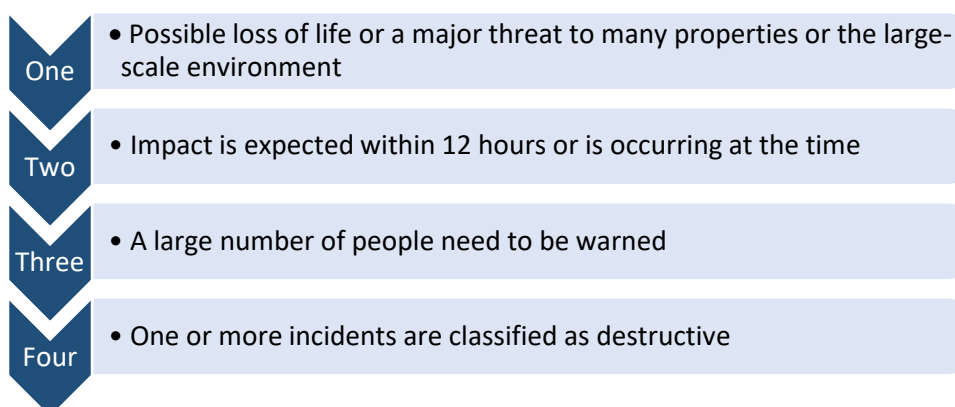 One
• Possible loss of life or a major threat to many properties or the large-
scale environment
Two
• Impact is expected within 12 hours or is occurring at the time
Three
• A large number of people need to be warned
Four
• One or more incidents are classified as destructive